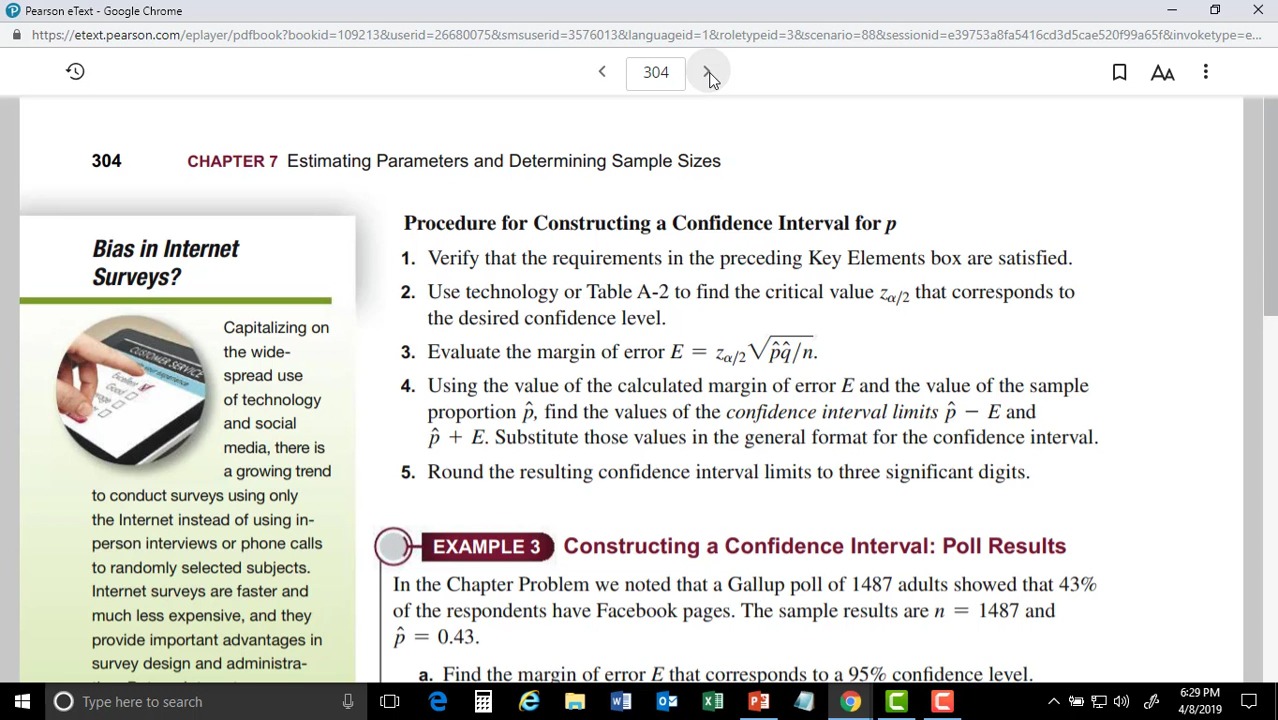 Pearson eText - Google Chrome
https://etext.pearson.com/eplayer/pdfbook?bookid=109213&userid=26680075&smsuserid=3576013&languageid=1&roletypeid=3&scenario=88&sessionid=e39753a8fa5416cd3d5cae520f99a65f&invoketype=e...
304
AA
304 CHAPTER 7 Estimating Parameters and Determining Sample Sizes
Bias in Internet
Surveys?
Capitalizing on
the wide-
spread use
of technology
and social
media, there is
a growing trend
to conduct surveys using only
the Internet instead of using in-
person interviews or phone calls
to randomly selected subjects.
Internet surveys are faster and
much less expensive, and they
provide important advantages in
survey design and administra-
CUSTOMER SERVICE
Excellent
Good
Procedure for Constructing a Confidence Interval for p
1. Verify that the requirements in the preceding Key Elements box are satisfied.
2. Use technology or Table A-2 to find the critical value zα/2 that corresponds to
the desired confidence level.
3. Evaluate the margin of error E = zα/2√p̂q̂/n.
4. Using the value of the calculated margin of error E and the value of the sample
proportion p̂, find the values of the confidence interval limits p̂ − E and
p̂ + E. Substitute those values in the general format for the confidence interval.
5. Round the resulting confidence interval limits to three significant digits.
EXAMPLE 3 Constructing a Confidence Interval: Poll Results
In the Chapter Problem we noted that a Gallup poll of 1487 adults showed that 43%
of the respondents have Facebook pages. The sample results are n = 1487 and
p̂ = 0.43.
a. Find the margin of error E that corresponds to a 95% confidence level.
Type here to search
6:29 PM
4/8/2019